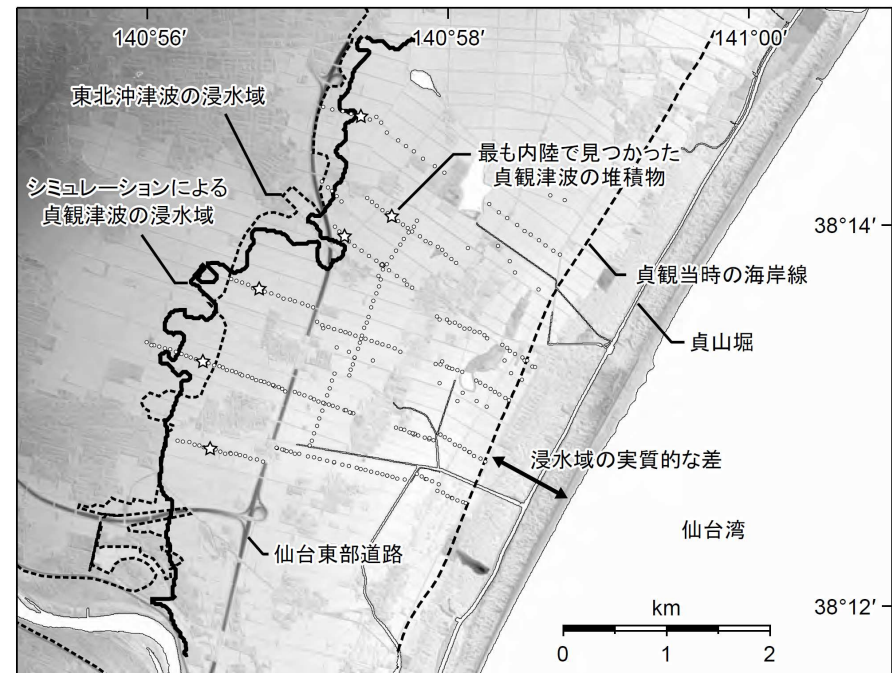 140°56′
140°58′
141°00′
東北沖津波の浸水域
最も内陸で見つかった
貞観津波の堆積物
シミュレーションによる
貞観津波の浸水域
38°14′
貞観当時の海岸線
貞山堀
浸水域の実質的な差
仙台湾
仙台東部道路
38°12′
km
0 1 2